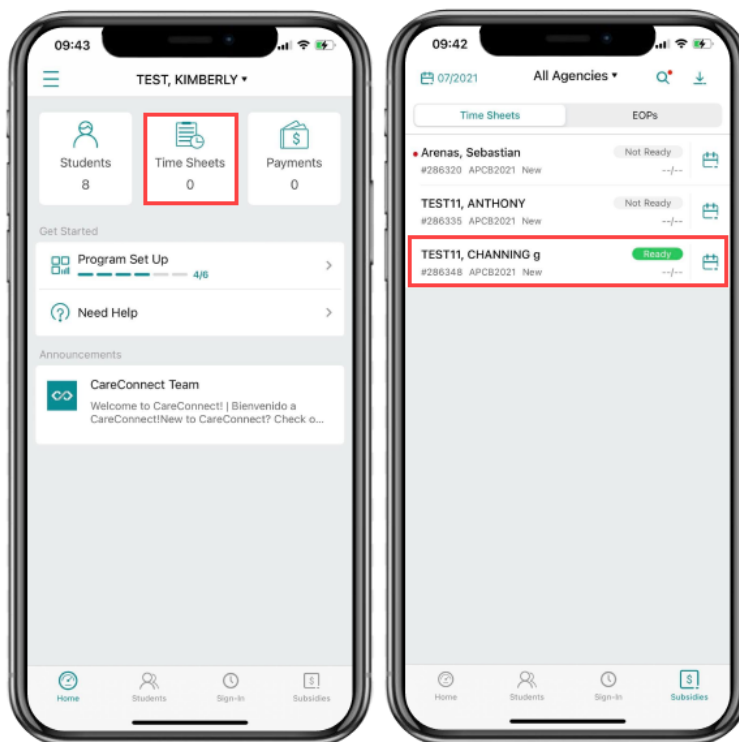 09:43
TEST, KIMBERLY
Students
8
Time Sheets
0
$
Payments
0
Get Started
Program Set Up
4/6
Need Help
Announcements
CareConnect Team
Welcome to CareConnect! | Bienvenido a
CareConnect!New to CareConnect? Check o...
Home
Students
Sign-In
$
Subsidies
09:42
07/2021
All Agencies
Time Sheets
EOPs
Arenas, Sebastian
Not Ready
#286320 APCB2021 New
--/--
TEST11, ANTHONY
Not Ready
#286335 APCB2021 New
--/--
TEST11, CHANNING g
Ready
#286348 APCB2021 New
--/--
Home
Students
Sign-In
$
Subsidies